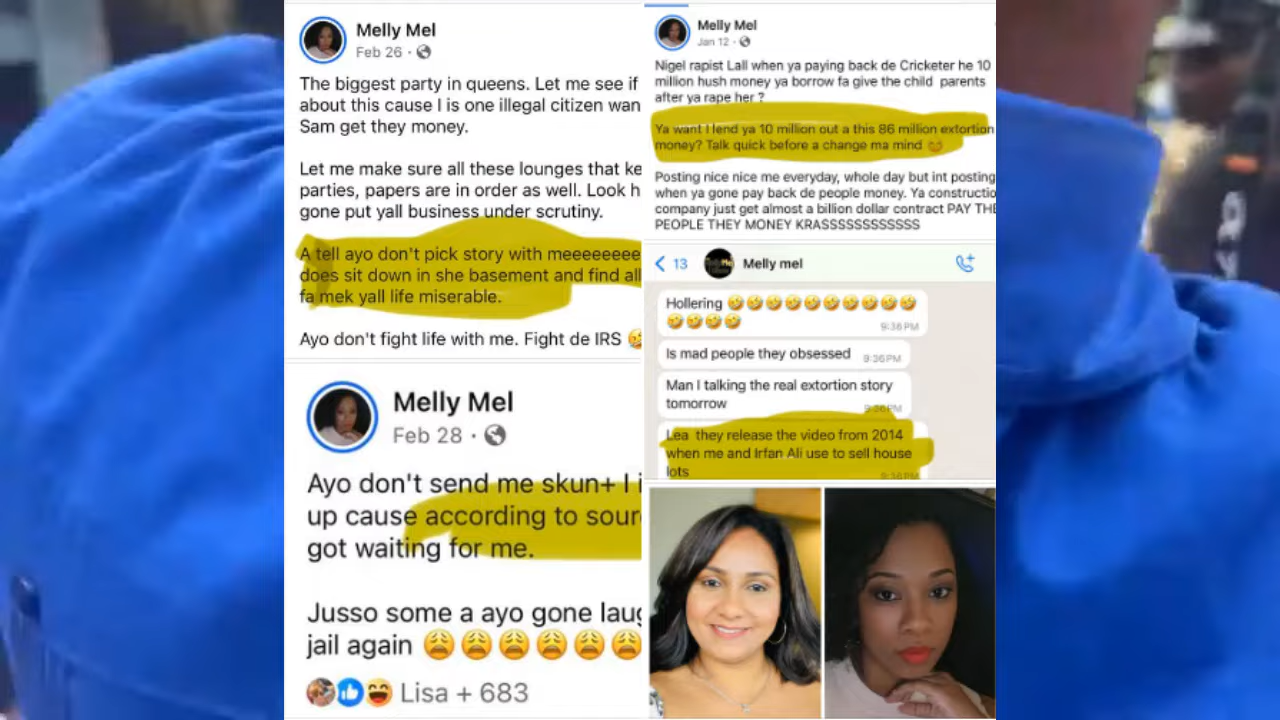 Melly Mel
Feb 26 ·
The biggest party in queens. Let me see if
about this cause I is one illegal citizen wan
Sam get they money.
Let me make sure all these lounges that ke
parties, papers are in order as well. Look h
gone put yall business under scrutiny.
A tell ayo don't pick story with meeeeeeee
does sit down in she basement and find all
fa mek yall life miserable.
Ayo don't fight life with me. Fight de IRS 🤣
Melly Mel
Feb 28 ·
Ayo don't send me skun+ I i
up cause according to sour
got waiting for me.
Jusso some a ayo gone laug
jail again 😩😩😩😩😩😩
Lisa + 683
Melly Mel
Jan 12 ·
Nigel rapist Lall when ya paying back de Cricketer he 10
million hush money ya borrow fa give the child parents
after ya rape her ?
Ya want I lend ya 10 million out a this 86 million extortion
money? Talk quick before a change ma mind 😊
Posting nice nice me everyday, whole day but int posting
when ya gone pay back de people money. Ya constructio
company just get almost a billion dollar contract PAY THE
PEOPLE THEY MONEY KRASSSSSSSSSSS
13
Melly mel
Hollering 🤣🤣🤣🤣🤣🤣🤣🤣🤣🤣
🤣🤣🤣🤣
9:36 PM
Is mad people they obsessed
9:36 PM
Man I talking the real extortion story
tomorrow
9:36 PM
Lea they release the video from 2014
when me and Irfan Ali use to sell house
lots
9:36 PM